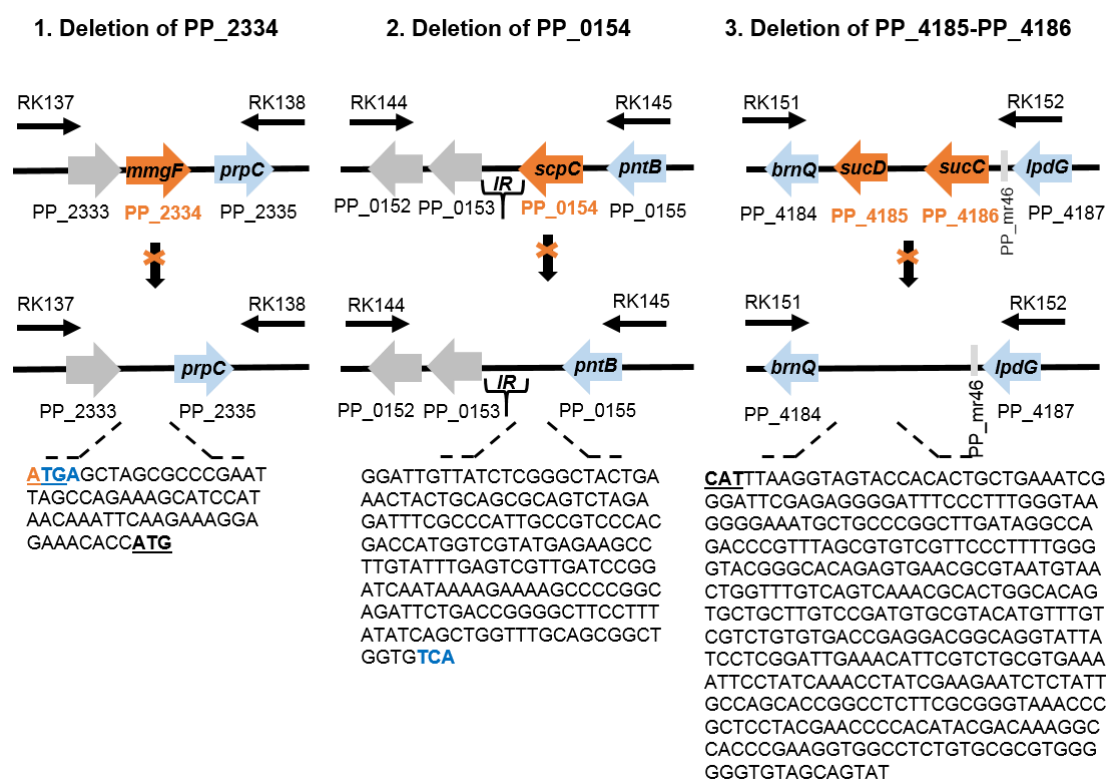 1. Deletion of PP_2334
RK137
RK138
mmgF
prpC
PP_2333
PP_2334
PP_2335
RK137
RK138
prpC
PP_2333
PP_2335
ATGAGCTAGCGCCCGAAT
TAGCCAGAAAGCATCCAT
AACAAATTCAAGAAAGGA
GAAACACCATG
2. Deletion of PP_0154
RK144
RK145
scpC
pntB
IR
PP_0152
PP_0153
PP_0154
PP_0155
RK144
RK145
pntB
IR
PP_0152
PP_0153
PP_0155
GGATTGTTATCTCGGGCTACTGA
AACTACTGCAGCGCAGTCTAGA
GATTTCGCCCATTGCCGTCCCAC
GACCATGGTCGTATGAGAAGCC
TTGTATTTGAGTCGTTGATCCGG
ATCAATAAAAGAAAAGCCCCGGC
AGATTCTGACCGGGGCTTCCTTT
ATATCAGCTGGTTTGCAGCGGCT
GGTGTCA
3. Deletion of PP_4185-PP_4186
RK151
RK152
brnQ
sucD
sucC
lpdG
PP_4184
PP_4185
PP_4186
PP_mr46
PP_4187
RK151
RK152
brnQ
lpdG
PP_4184
PP_mr46
PP_4187
CATTTAAGGTAGTACCACACTGCTGAAATCG
GGATTCGAGAGGGGATTTCCCTTTGGGTAA
GGGGAAATGCTGCCCGGCTTGATAGGCCA
GACCCGTTTAGCGTGTCGTTCCCTTTTGGG
GTACGGGCACAGAGTGAACGCGTAATGTAA
CTGGTTTGTCAGTCAAACGCACTGGCACAG
TGCTGCTTGTCCGATGTGCGTACATGTTTGT
CGTCTGTGTGACCGAGGACGGCAGGTATTA
TCCTCGGATTGAAACATTCGTCTGCGTGAAA
ATTCCTATCAAACCTATCGAAGAATCTCTATT
GCCAGCACCGGCCTCTTCGCGGGTAAACCC
GCTCCTACGAACCCCACATACGACAAAGGC
CACCCGAAGGTGGCCTCTGTGCGCGTGGG
GGGTGTAGCAGTAT